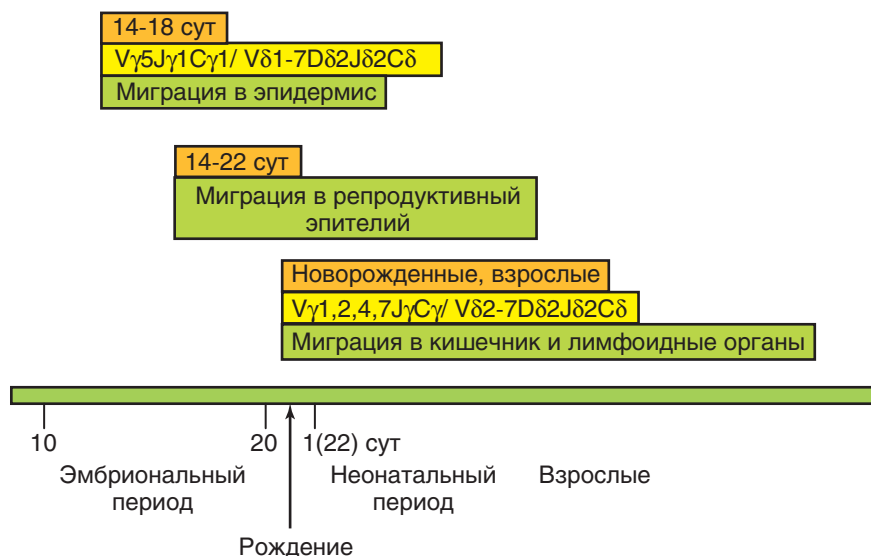 14-18 сут
Vγ5Jγ1Cγ1/ Vδ1-7Dδ2Jδ2Cδ
Миграция в эпидермис
14-22 сут
Миграция в репродуктивный
эпителий
Новорожденные, взрослые
Vγ1,2,4,7JγCγ/ Vδ2-7Dδ2Jδ2Cδ
Миграция в кишечник и лимфоидные органы
10
20
1(22) сут
Эмбриональный
период
Неонатальный
период
Взрослые
Рождение